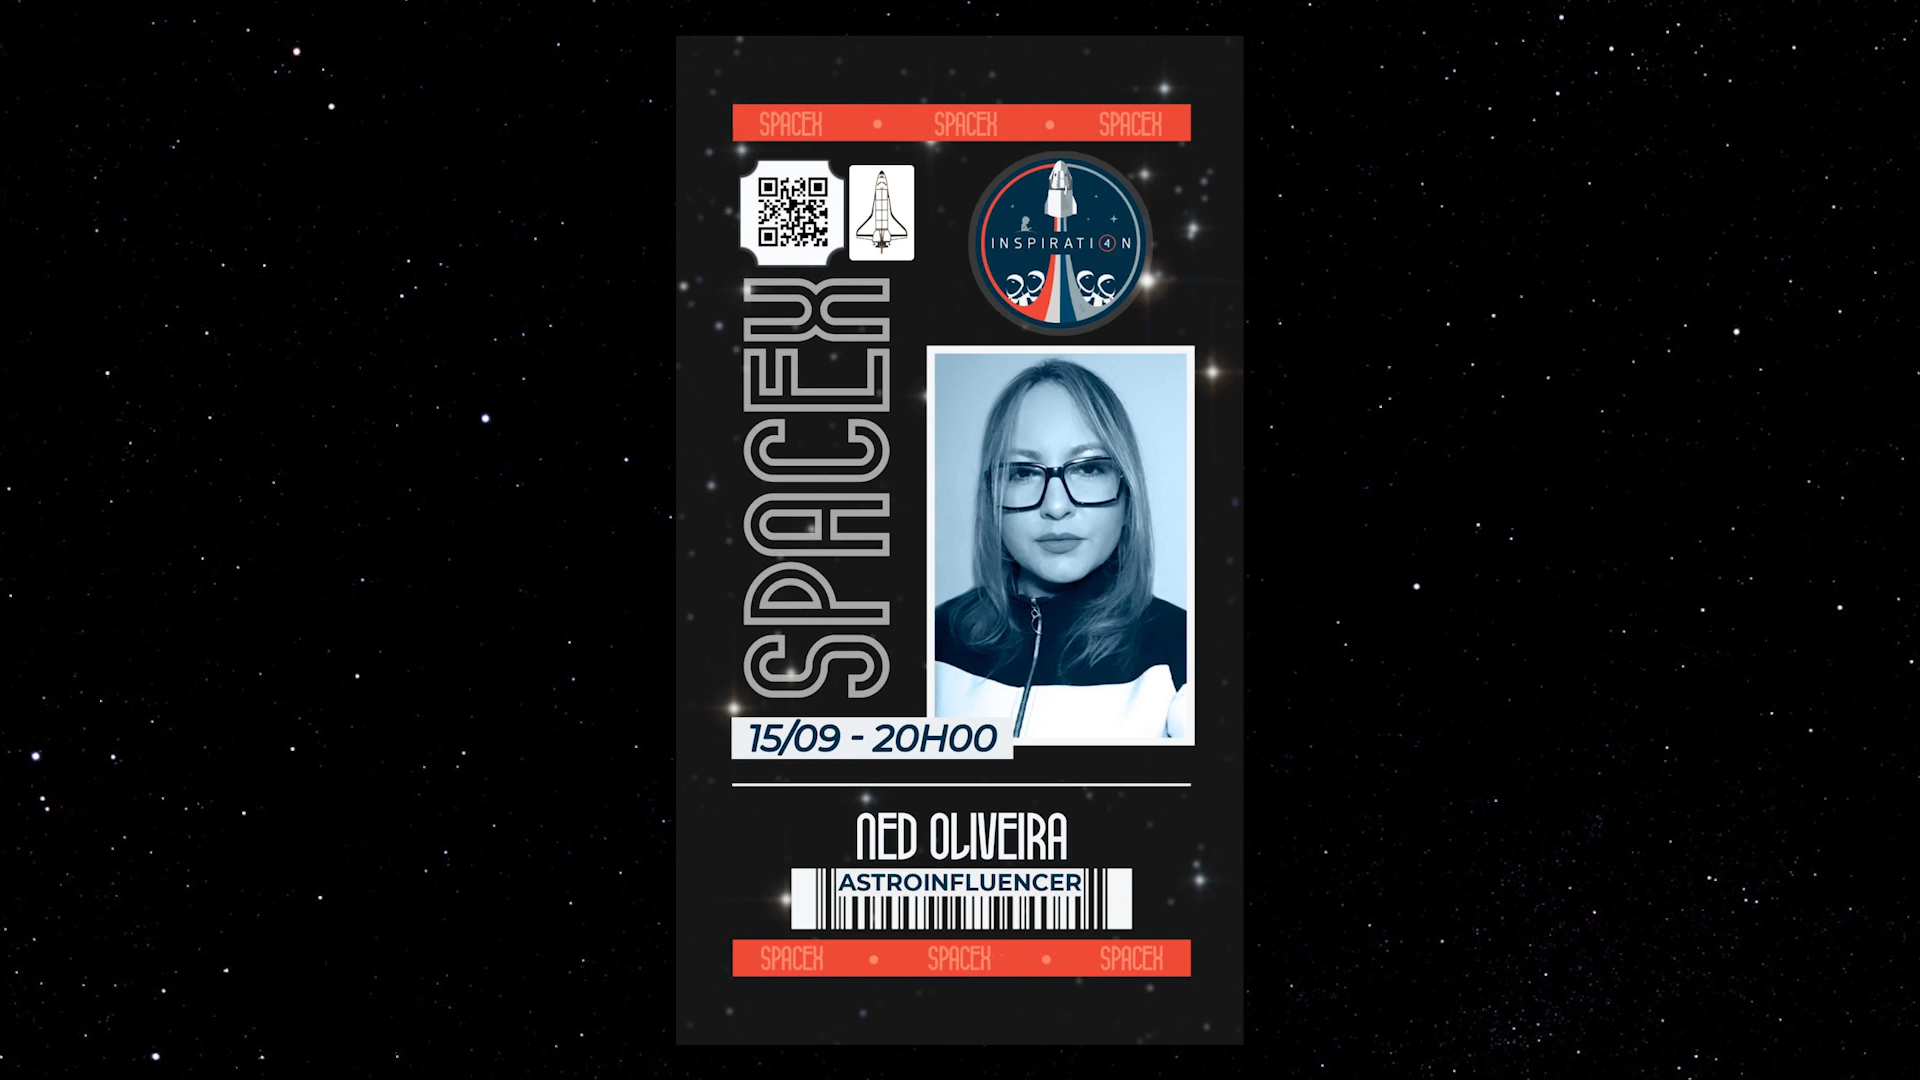 SPACEX • SPACEX • SPACEX
INSPIRATI4N
SPACEX
15/09 - 20H00
NED OLIVEIRA
ASTROINFLUENCER
SPACEX • SPACEX • SPACEX